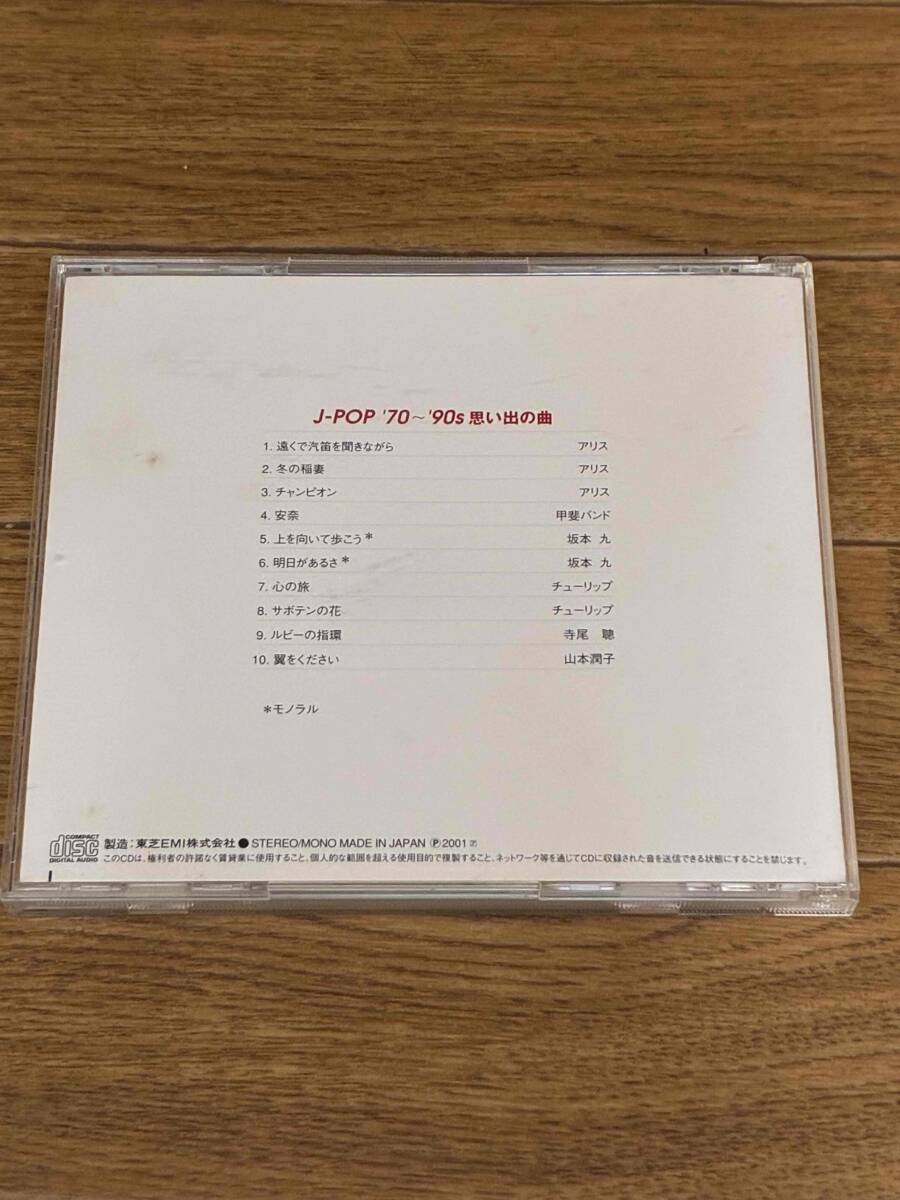 J-POP '70～'90s 思い出の曲
1. 遠くで汽笛を聞きながら アリス
2. 冬の稲妻 アリス
3. チャンピオン アリス
4. 安奈 甲斐バンド
5. 上を向いて歩こう＊ 坂本 九
6. 明日があるさ＊ 坂本 九
7. 心の旅 チューリップ
8. サボテンの花 チューリップ
9. ルビーの指環 寺尾 聰
10. 翼をください 山本潤子
＊モノラル
COMPACT disc DIGITAL AUDIO 製造：東芝EMI株式会社●STEREO/MONO MADE IN JAPAN Ⓟ2001
このCDは、権利者の許諾なく賃貸業に使用すること、個人的な範囲を超える使用目的で複製すること、ネットワーク等を通じてCDに収録された音を送信できる状態にすることを禁じます。